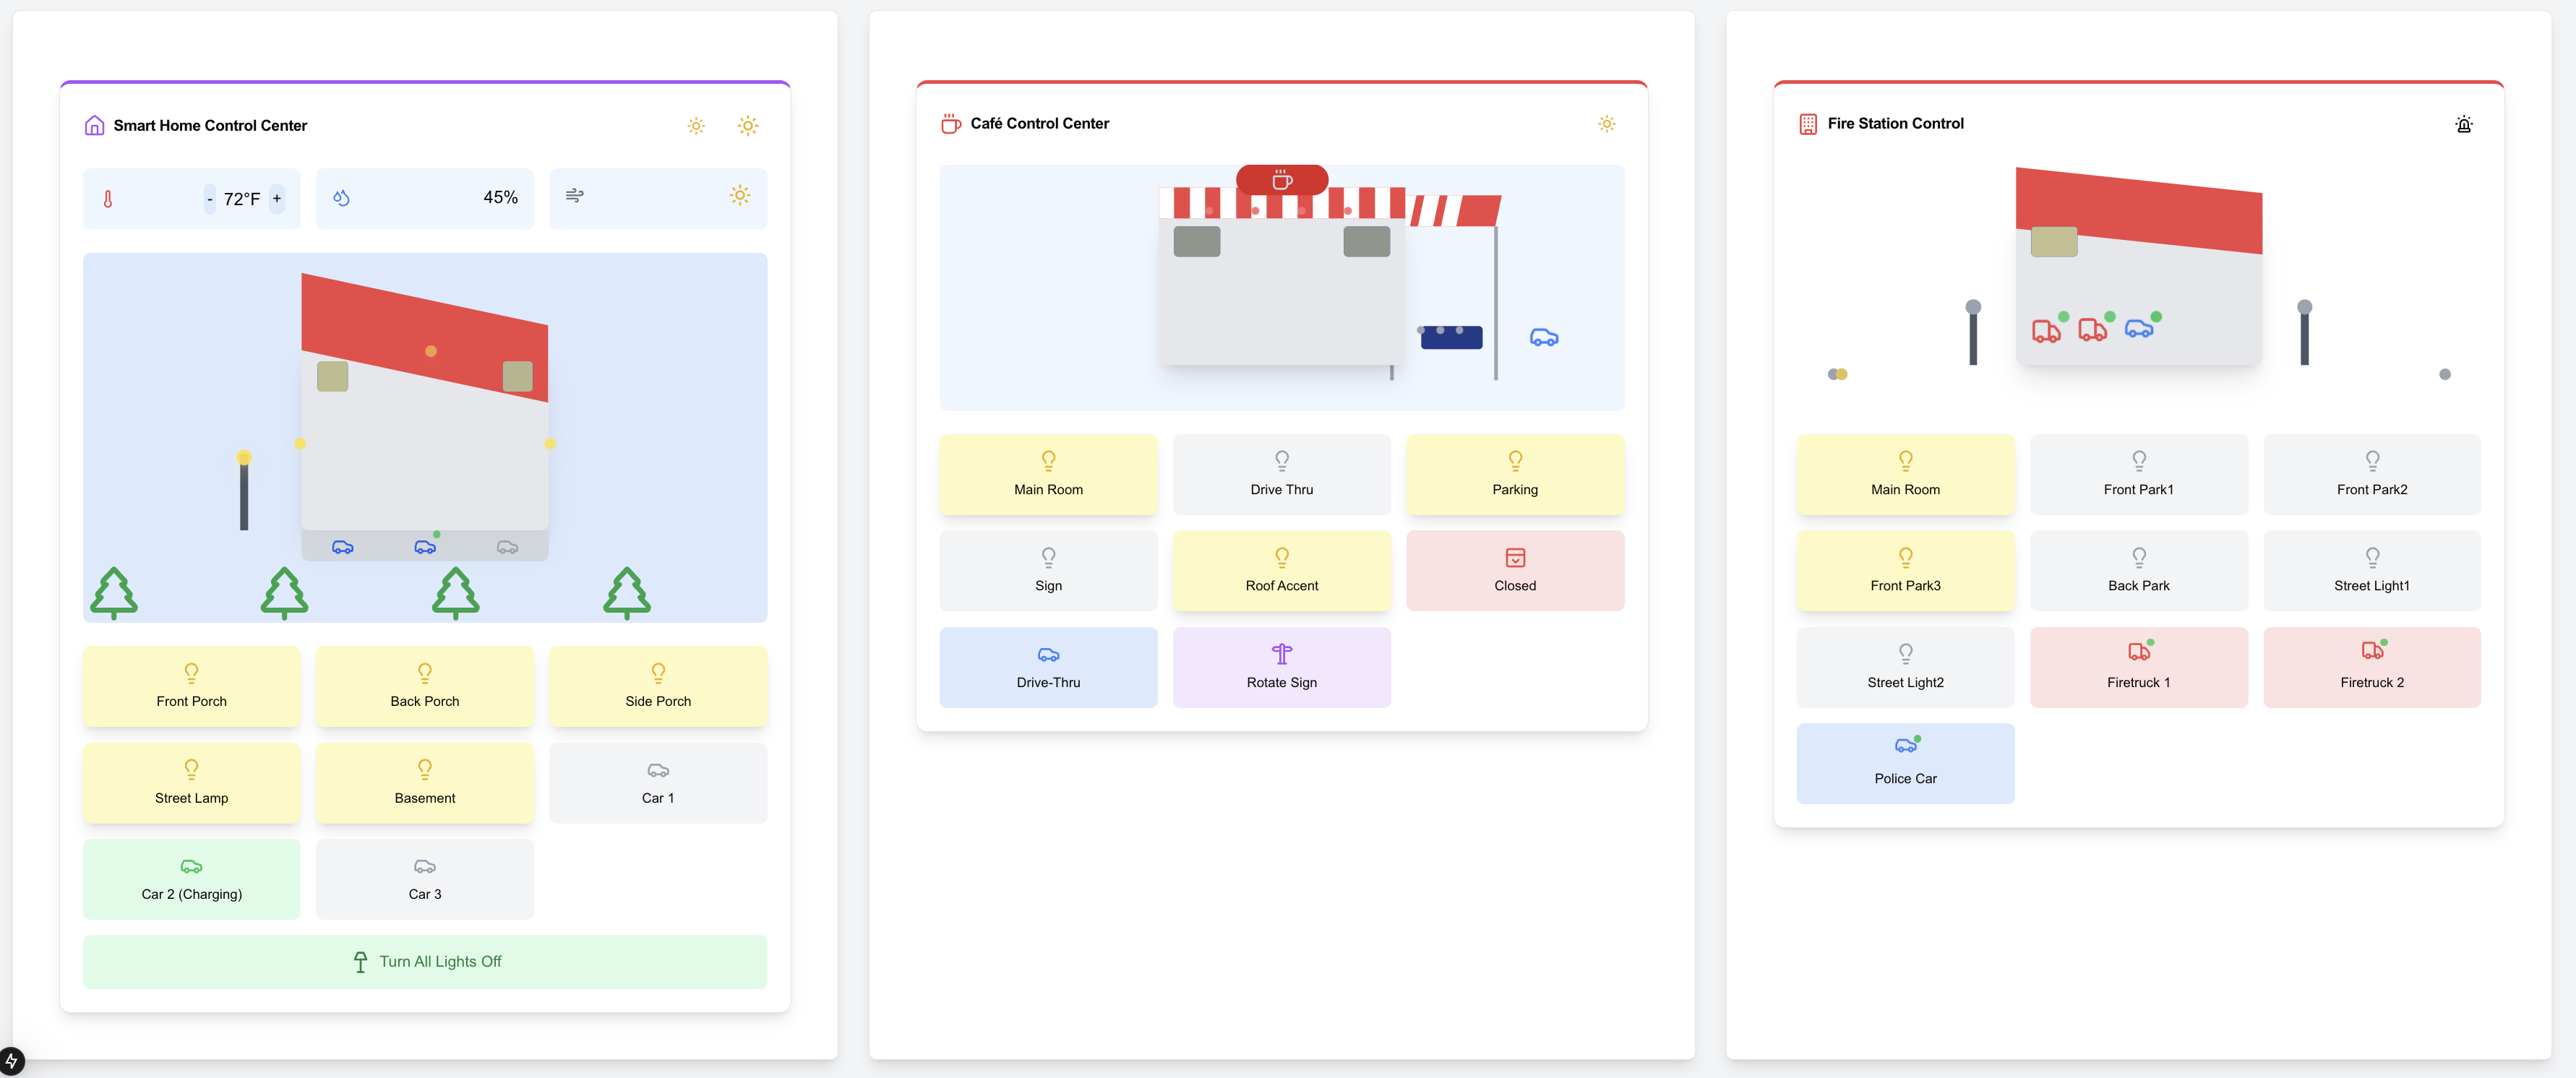 Smart Home Control Center
- 72°F +
45%
Front Porch
Back Porch
Side Porch
Street Lamp
Basement
Car 1
Car 2 (Charging)
Car 3
Turn All Lights Off
Café Control Center
Main Room
Drive Thru
Parking
Sign
Roof Accent
Closed
Drive-Thru
Rotate Sign
Fire Station Control
Main Room
Front Park1
Front Park2
Front Park3
Back Park
Street Light1
Street Light2
Firetruck 1
Firetruck 2
Police Car